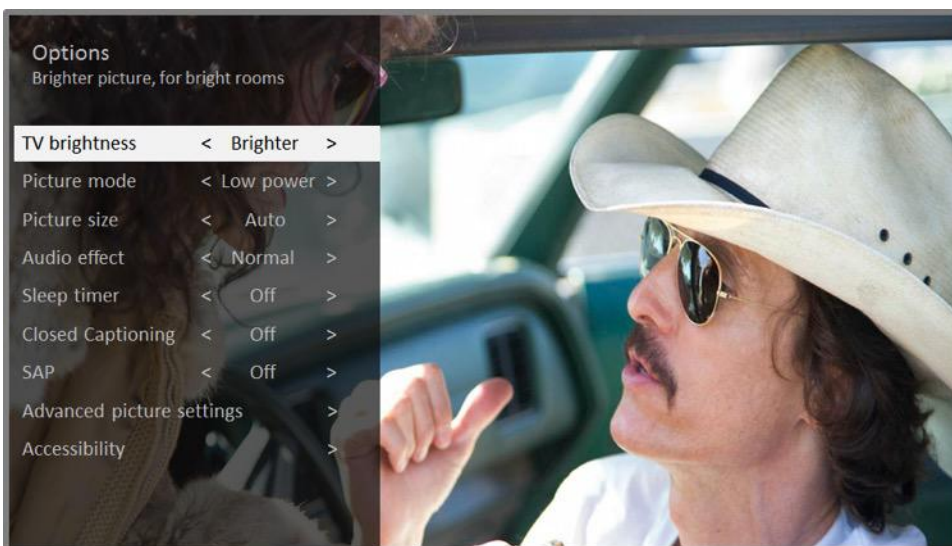 Options
Brighter picture, for bright rooms
TV brightness < Brighter >
Picture mode < Low power >
Picture size < Auto >
Audio effect < Normal >
Sleep timer < Off >
Closed Captioning < Off >
SAP < Off >
Advanced picture settings >
Accessibility >